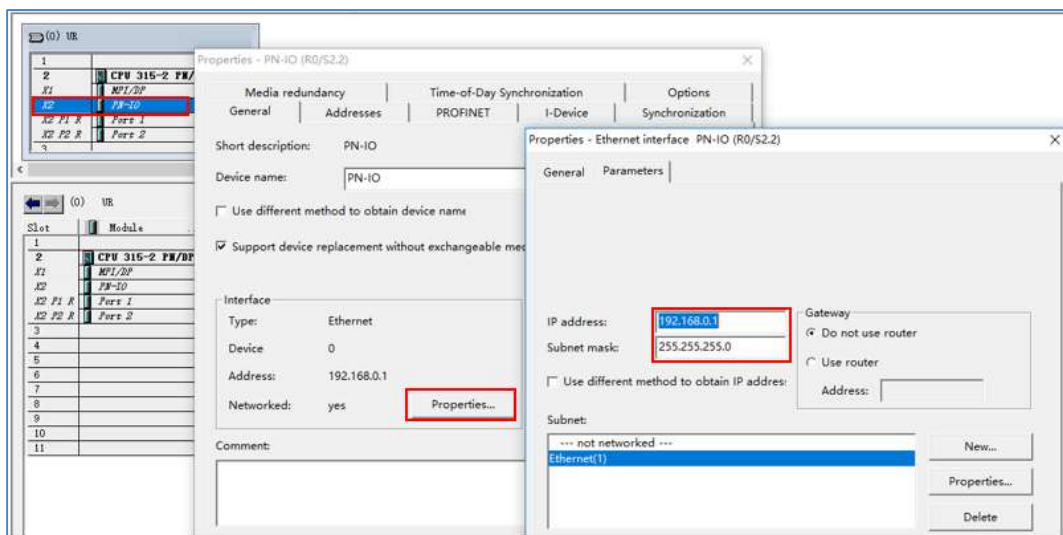 (0) UR
1
2 CPU 315-2 PN/
X1 MPI/DP
X2 PN-IO
X2 P1 R Port 1
X2 P2 R Port 2
3
(0) UR
Slot Module ...
1
2 CPU 315-2 PN/DP
X1 MPI/DP
X2 PN-IO
X2 P1 R Port 1
X2 P2 R Port 2
3
4
5
6
7
8
9
10
11
Properties - PN-IO (R0/S2.2)
Media redundancy Time-of-Day Synchronization Options
General Addresses PROFINET I-Device Synchronization
Short description: PN-IO
Device name: PN-IO
Use different method to obtain device name
Support device replacement without exchangeable med
Interface
Type: Ethernet
Device 0
Address: 192.168.0.1
Networked: yes Properties...
Comment:
Properties - Ethernet interface PN-IO (R0/S2.2)
General Parameters
IP address: 192.168.0.1
Subnet mask: 255.255.255.0
Use different method to obtain IP address
Gateway
Do not use router
Use router
Address:
Subnet:
--- not networked ---
Ethernet(1)
New...
Properties...
Delete